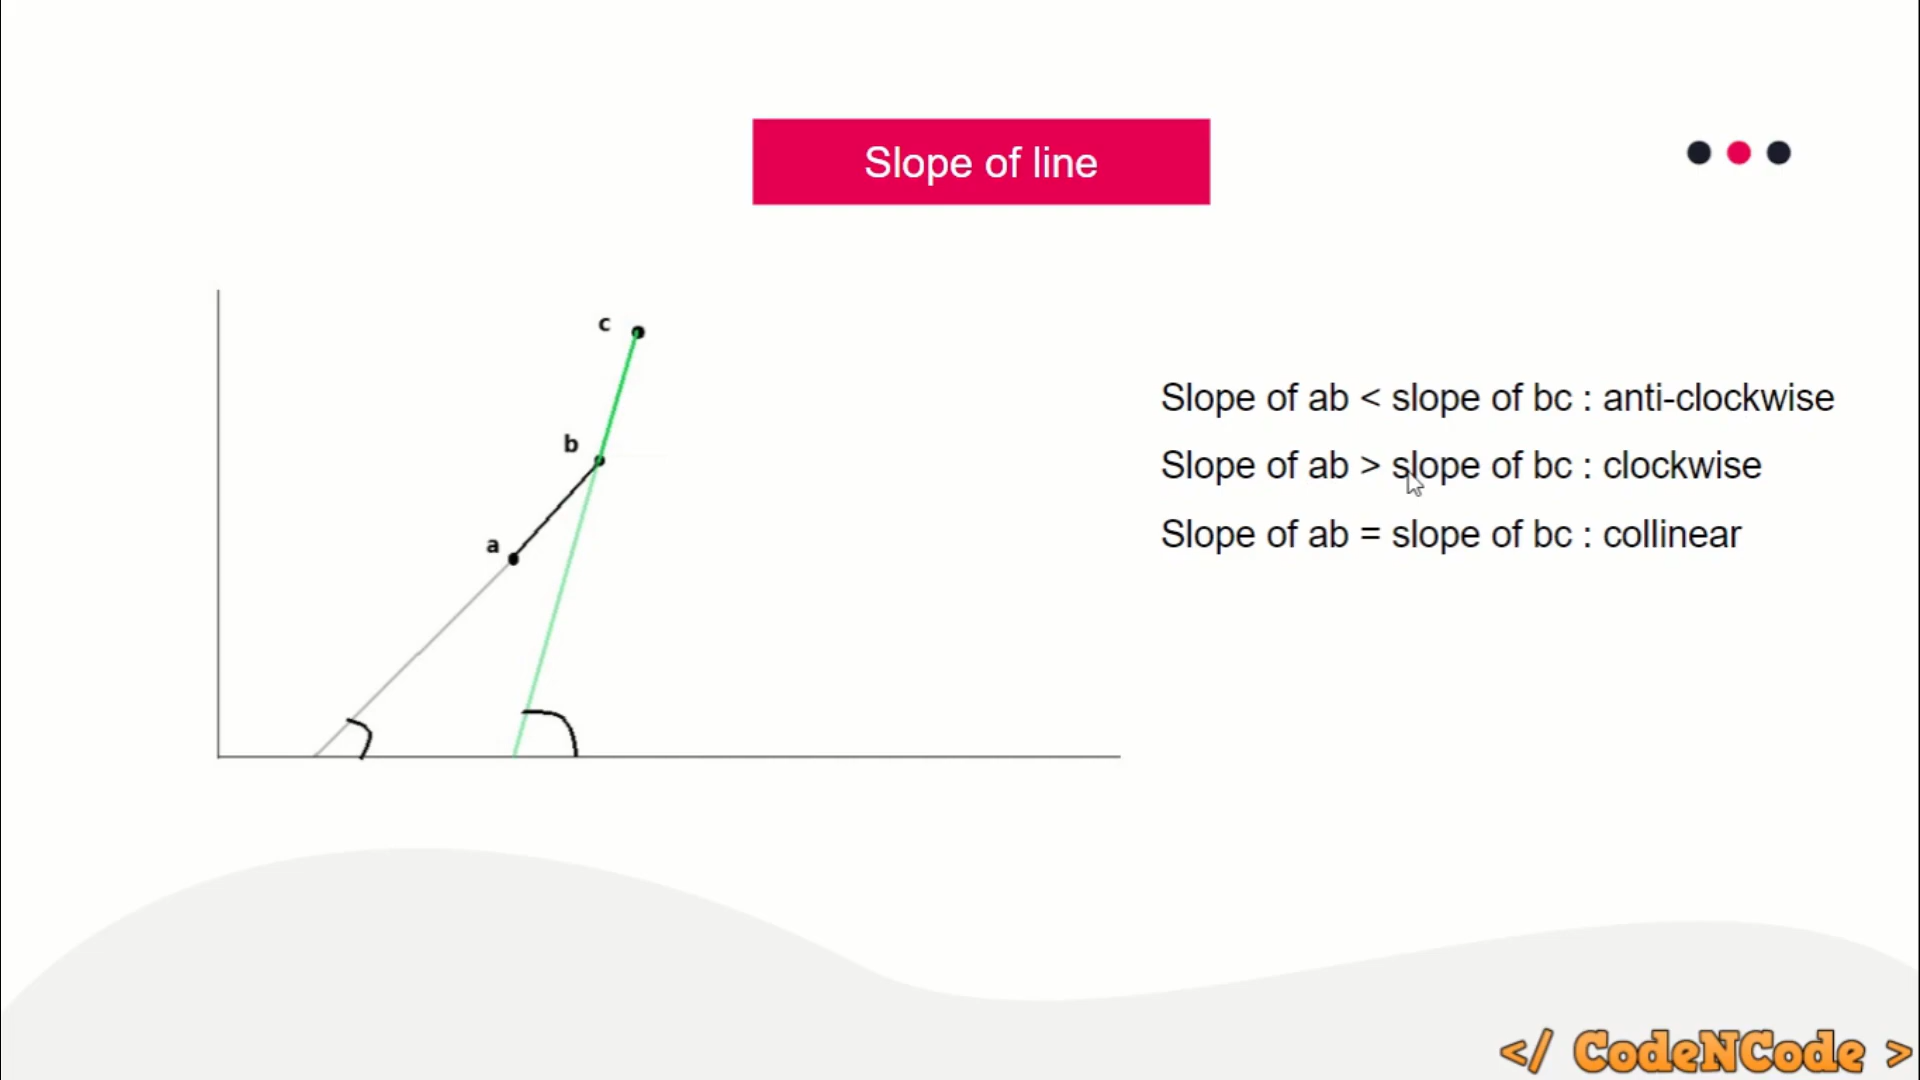 Slope of line
c
b
a
Slope of ab < slope of bc : anti-clockwise
Slope of ab > slope of bc : clockwise
Slope of ab = slope of bc : collinear
</ CodeNCode >